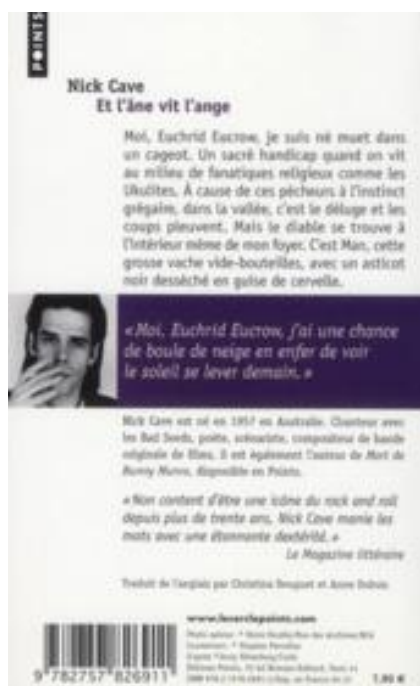 POINTS
Nick Cave
Et l'âne vit l'ange
Moi, Euchrid Eucrow, je suis né muet dans
un cageot. Un sacré handicap quand on vit
au milieu de fanatiques religieux comme les
Ukulites. À cause de ces pécheurs à l'instinct
grégaire, dans la vallée, c'est le déluge et les
coups pleuvent. Mais le diable se trouve à
l'intérieur même de mon foyer. C'est Man, cette
grosse vache vide-bouteilles, avec un asticot
noir desséché en guise de cervelle.
« Moi, Euchrid Eucrow, j'ai une chance
de boule de neige en enfer de voir
le soleil se lever demain. »
Nick Cave est né en 1957 en Australie. Chanteur avec
les Bad Seeds, poète, scénariste, compositeur de bande
originale de films, il est également l'auteur de Mort de
Bunny Munro, disponible en Points.
« Non content d'être une icône du rock and roll
depuis plus de trente ans, Nick Cave manie les
mots avec une étonnante dextérité. »
Le Magazine littéraire
Traduit de l'anglais par
www.lecerclepoints.com
9 782757 826911
7,95 €